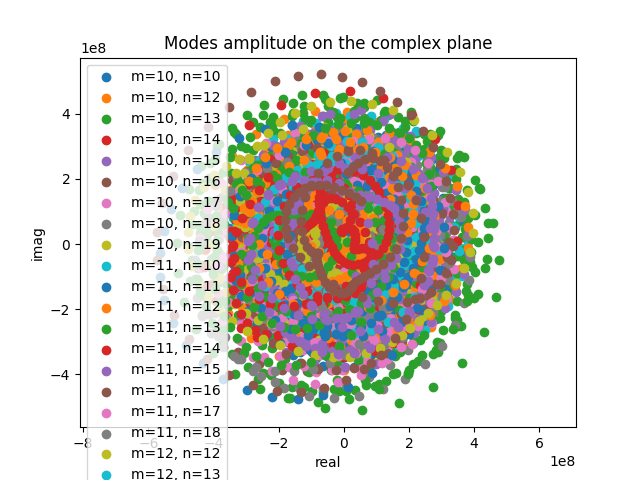 Modes amplitude on the complex plane
1e8
4
2
0
−2
−4
imag
m=10, n=10
m=10, n=12
m=10, n=13
m=10, n=14
m=10, n=15
m=10, n=16
m=10, n=17
m=10, n=18
m=10, n=19
m=11, n=10
m=11, n=11
m=11, n=12
m=11, n=13
m=11, n=14
m=11, n=15
m=11, n=16
m=11, n=17
m=11, n=18
m=12, n=12
m=12, n=13
−8 −6 −4 −2 0 2 4 6
real
1e8